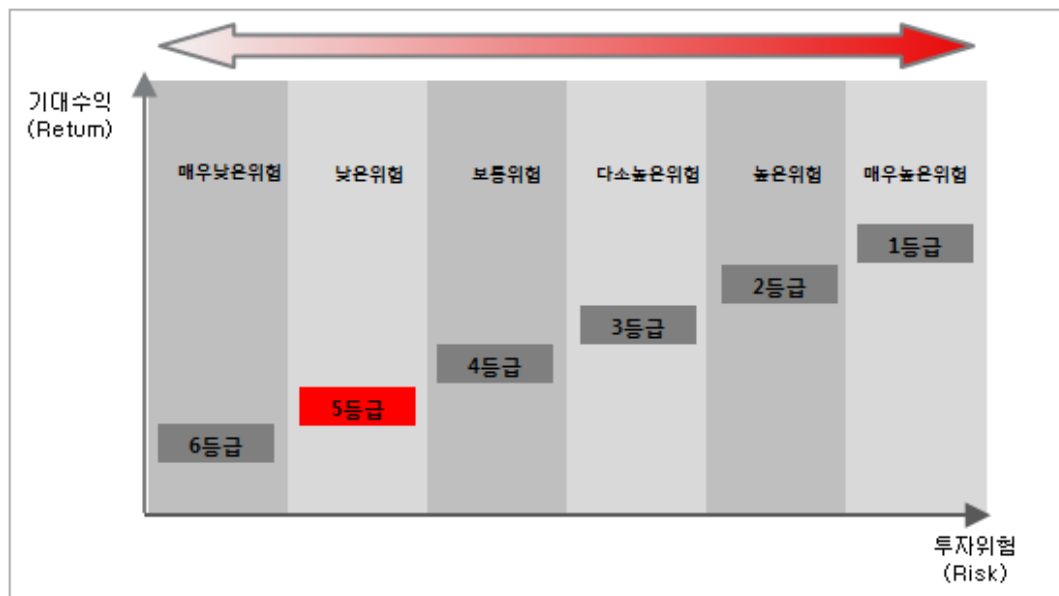 기대수익
(Return)
매우낮은위험
낮은위험
보통위험
다소높은위험
높은위험
매우높은위험
1등급
2등급
3등급
4등급
5등급
6등급
투자위험
(Risk)